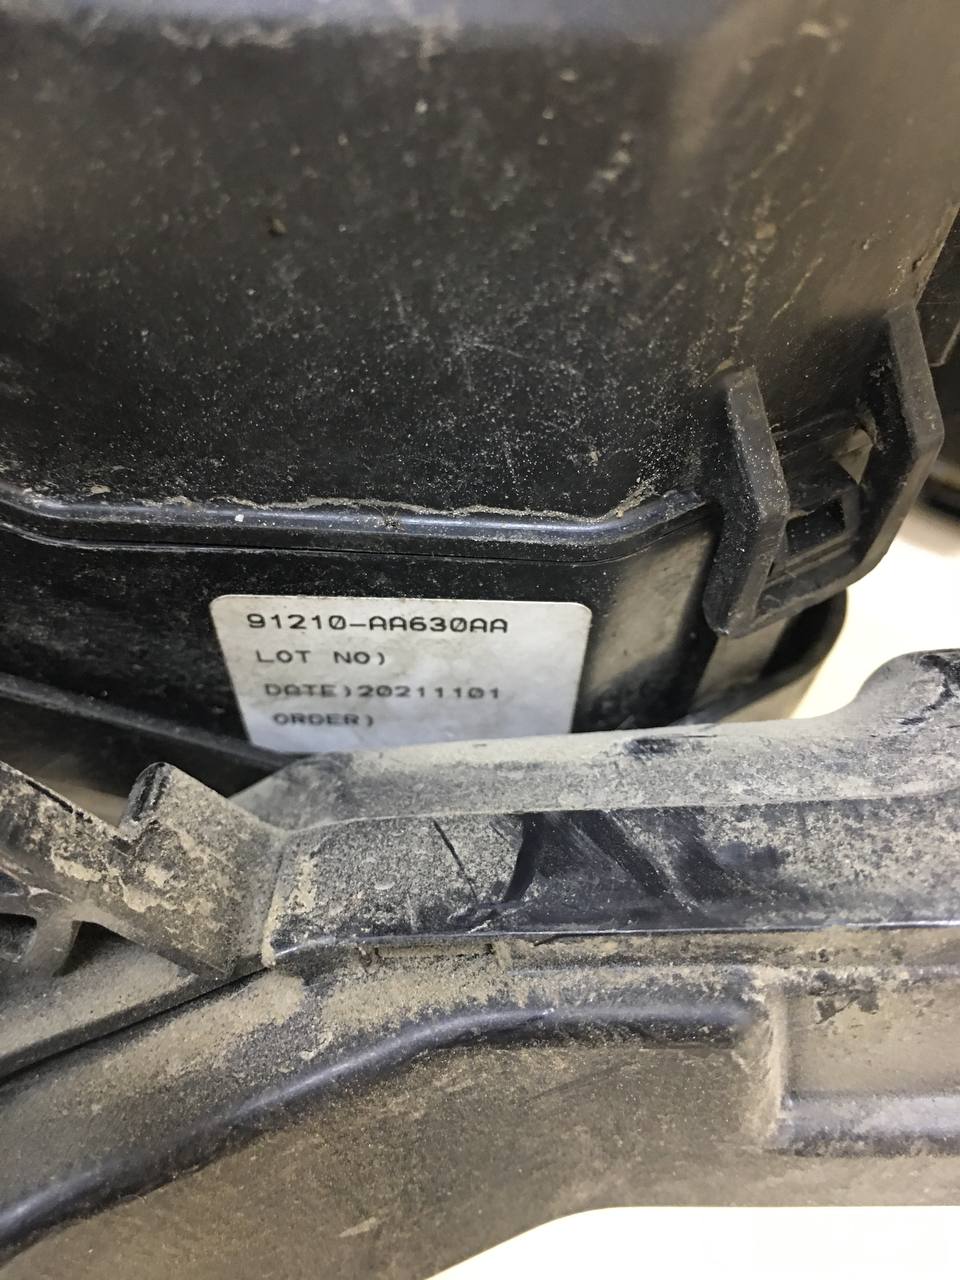 91210-AA630AA
LOT NO)
DATE)20211101
ORDER)